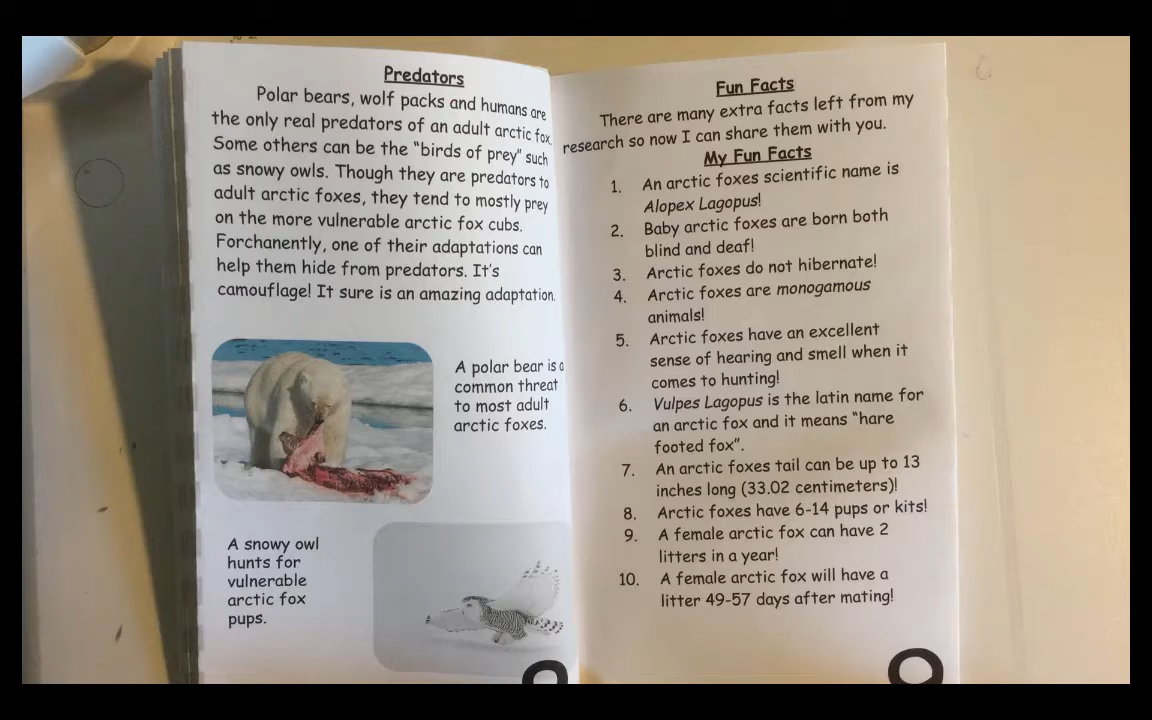 Predators
Polar bears, wolf packs and humans are
the only real predators of an adult arctic fox.
Some others can be the "birds of prey" such
as snowy owls. Though they are predators to
adult arctic foxes, they tend to mostly prey
on the more vulnerable arctic fox cubs.
Forchanently, one of their adaptations can
help them hide from predators. It's
camouflage! It sure is an amazing adaptation.
A polar bear is a
common threat
to most adult
arctic foxes.
A snowy owl
hunts for
vulnerable
arctic fox
pups.
Fun Facts
There are many extra facts left from my
research so now I can share them with you.
My Fun Facts
1. An arctic foxes scientific name is
Alopex Lagopus!
2. Baby arctic foxes are born both
blind and deaf!
3. Arctic foxes do not hibernate!
4. Arctic foxes are monogamous
animals!
5. Arctic foxes have an excellent
sense of hearing and smell when it
comes to hunting!
6. Vulpes Lagopus is the latin name for
an arctic fox and it means "hare
footed fox".
7. An arctic foxes tail can be up to 13
inches long (33.02 centimeters)!
8. Arctic foxes have 6-14 pups or kits!
9. A female arctic fox can have 2
litters in a year!
10. A female arctic fox will have a
litter 49-57 days after mating!